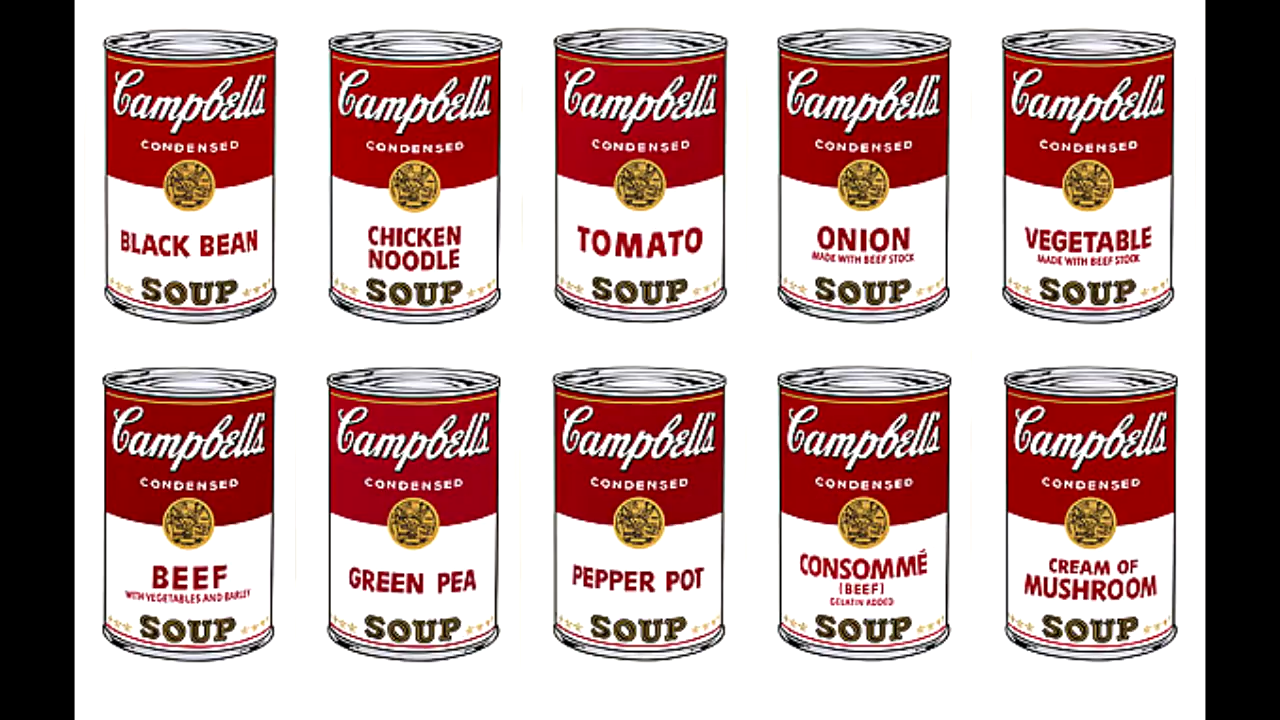 Campbell's
CONDENSED
BLACK BEAN
SOUP
Campbell's
CONDENSED
CHICKEN
NOODLE
SOUP
Campbell's
CONDENSED
TOMATO
SOUP
Campbell's
CONDENSED
ONION
MADE WITH BEEF STOCK
SOUP
Campbell's
CONDENSED
VEGETABLE
MADE WITH BEEF STOCK
SOUP
Campbell's
CONDENSED
BEEF
WITH VEGETABLES AND BARLEY
SOUP
Campbell's
CONDENSED
GREEN PEA
SOUP
Campbell's
CONDENSED
PEPPER POT
SOUP
Campbell's
CONDENSED
CONSOMMÉ
(BEEF)
GELATIN ADDED
SOUP
Campbell's
CONDENSED
CREAM OF
MUSHROOM
SOUP